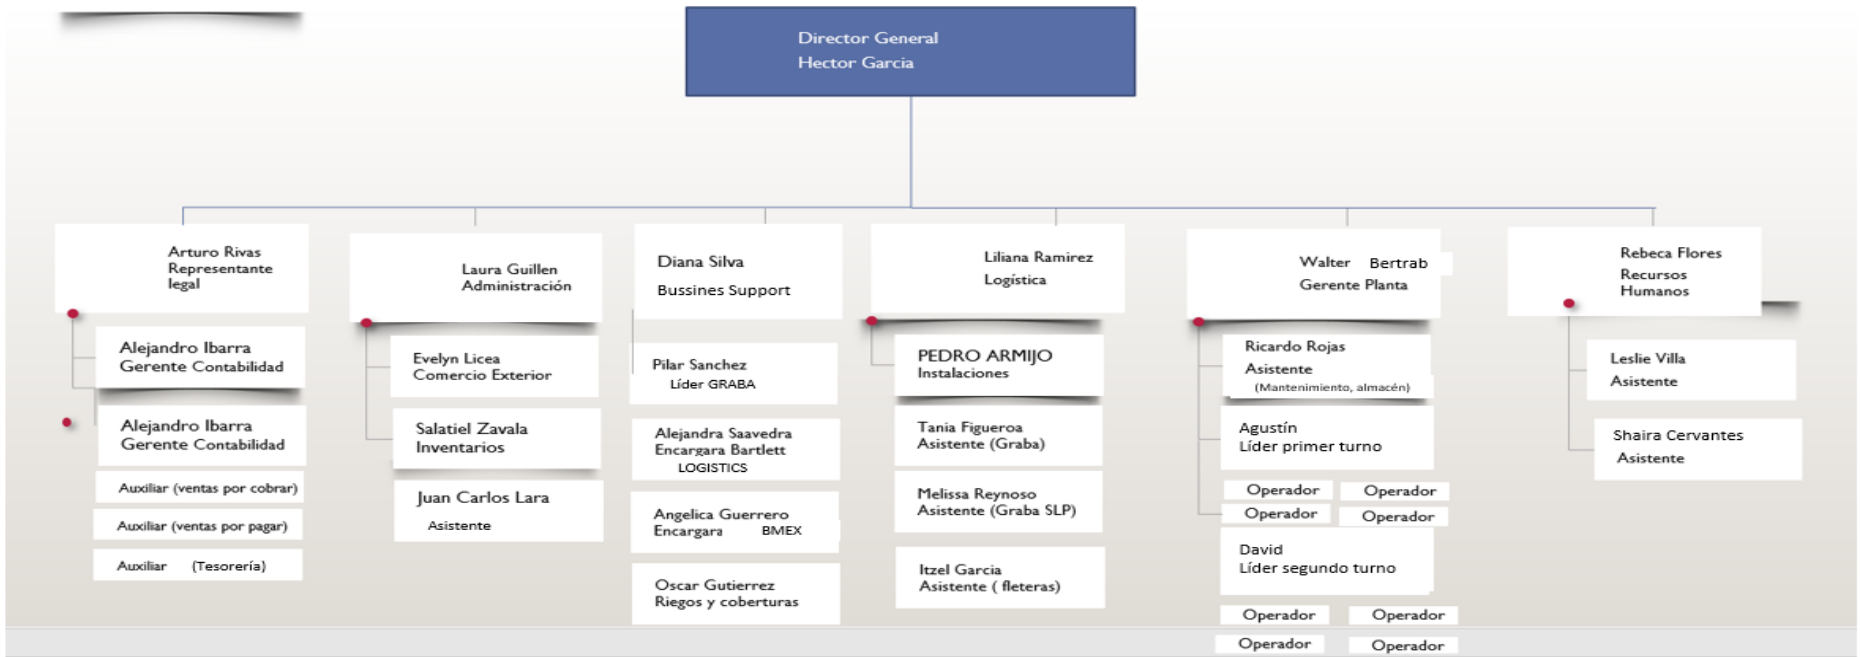 Director General
Hector Garcia
Arturo Rivas
Representante
legal
Alejandro Ibarra
Gerente Contabilidad
Alejandro Ibarra
Gerente Contabilidad
Auxiliar (ventas por cobrar)
Auxiliar (ventas por pagar)
Auxiliar (Tesorería)
Laura Guillen
Administración
Evelyn Licea
Comercio Exterior
Salatiel Zavala
Inventarios
Juan Carlos Lara
Asistente
Diana Silva
Bussines Support
Pilar Sanchez
Líder GRABA
Alejandra Saavedra
Encargara Bartlett
LOGISTICS
Angelica Guerrero
Encargara BMEX
Oscar Gutierrez
Riegos y coberturas
Liliana Ramirez
Logística
PEDRO ARMIJO
Instalaciones
Tania Figueroa
Asistente (Graba)
Melissa Reynoso
Asistente (Graba SLP)
Itzel Garcia
Asistente ( fleteras)
Walter Bertrab
Gerente Planta
Ricardo Rojas
Asistente
(Mantenimiento, almacén)
Agustín
Líder primer turno
Operador Operador
Operador Operador
David
Líder segundo turno
Operador Operador
Operador Operador
Rebeca Flores
Recursos
Humanos
Leslie Villa
Asistente
Shaira Cervantes
Asistente